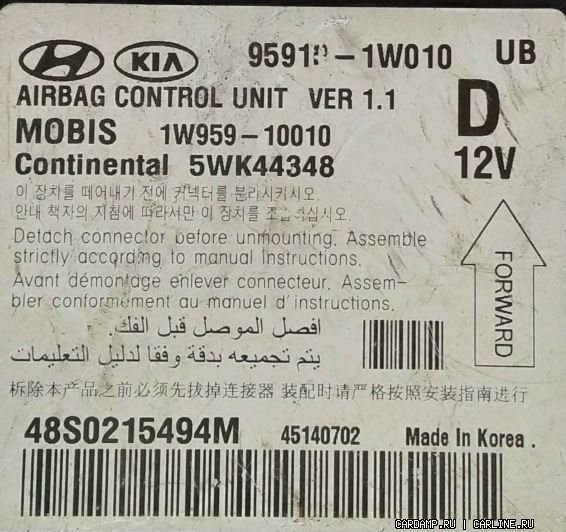 HYUNDAI KIA 95910-1W010 UB
AIRBAG CONTROL UNIT VER 1.1 D
MOBIS 1W959-10010
Continental 5WK44348 12V
이 장치를 떼어내기 전에 커넥터를 분리시키시오.
안내 책자의 지침에 따라서만 이 장치를 조립하십시오.
Detach connector before unmounting. Assemble
strictly according to manual instructions.
Avant démontage enlever connecteur. Assem-
bler conformément au manuel d'instructions.
FORWARD
افصل الموصل قبل الفك.
يتم تجميعه بدقة وفقا لدليل التعليمات
拆除本产品之前必须先拔掉连接器 装配时请严格按照安装指南进行
48S0215494M 45140702 Made In Korea .
CARDAMP.RU | CARLINE.RU